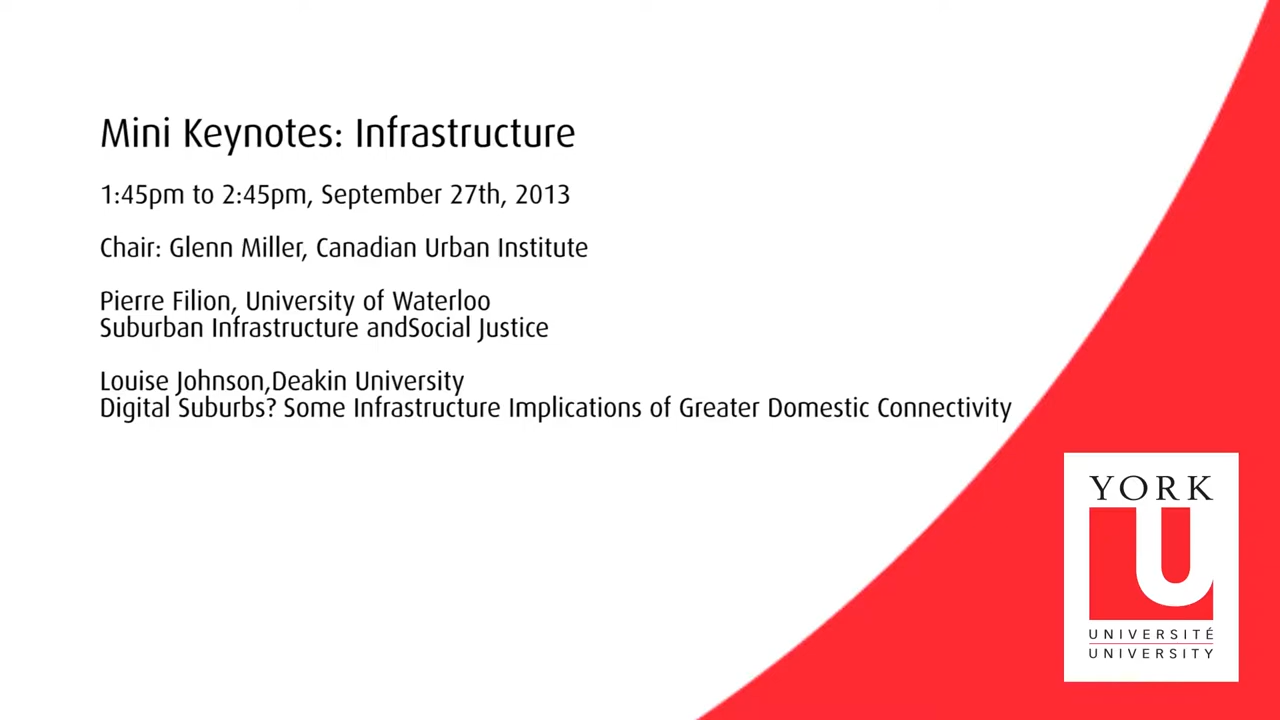 Mini Keynotes: Infrastructure
1:45pm to 2:45pm, September 27th, 2013
Chair: Glenn Miller, Canadian Urban Institute
Pierre Filion, University of Waterloo
Suburban Infrastructure andSocial Justice
Louise Johnson,Deakin University
Digital Suburbs? Some Infrastructure Implications of Greater Domestic Connectivity
YORK
U
UNIVERSITÉ
UNIVERSITY